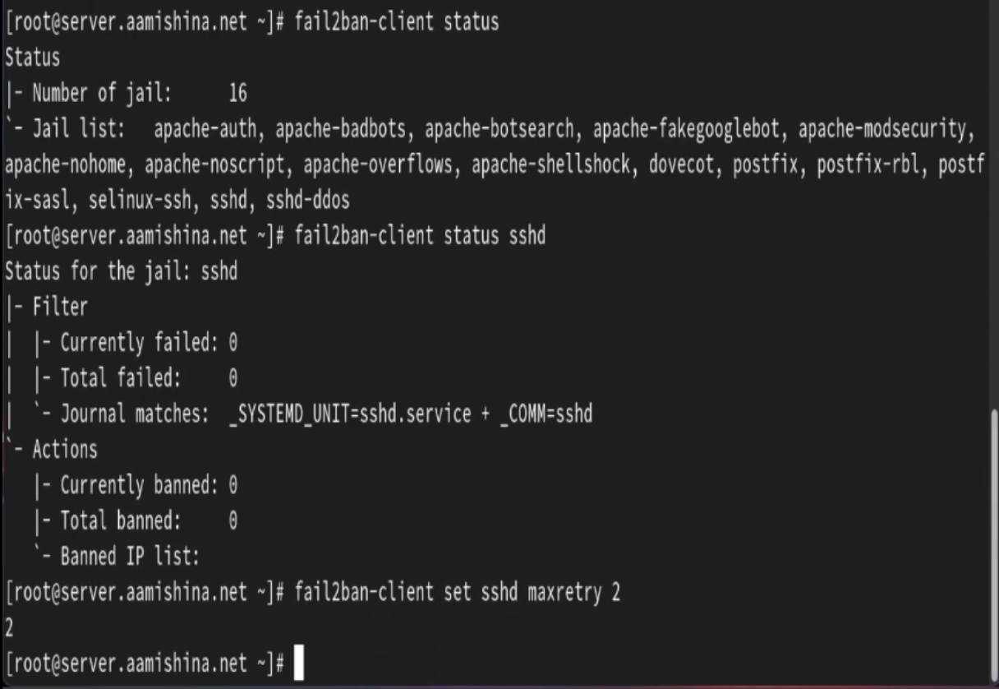 [root@server.aamishina.net ~]# fail2ban-client status
Status
|- Number of jail:      16
`- Jail list:   apache-auth, apache-badbots, apache-botsearch, apache-fakegooglebot, apache-modsecurity,
apache-nohome, apache-noscript, apache-overflows, apache-shellshock, dovecot, postfix, postfix-rbl, postf
ix-sasl, selinux-ssh, sshd, sshd-ddos
[root@server.aamishina.net ~]# fail2ban-client status sshd
Status for the jail: sshd
|- Filter
|  |- Currently failed: 0
|  |- Total failed:     0
|  `- Journal matches:  _SYSTEMD_UNIT=sshd.service + _COMM=sshd
`- Actions
   |- Currently banned: 0
   |- Total banned:     0
   `- Banned IP list:
[root@server.aamishina.net ~]# fail2ban-client set sshd maxretry 2
2
[root@server.aamishina.net ~]#